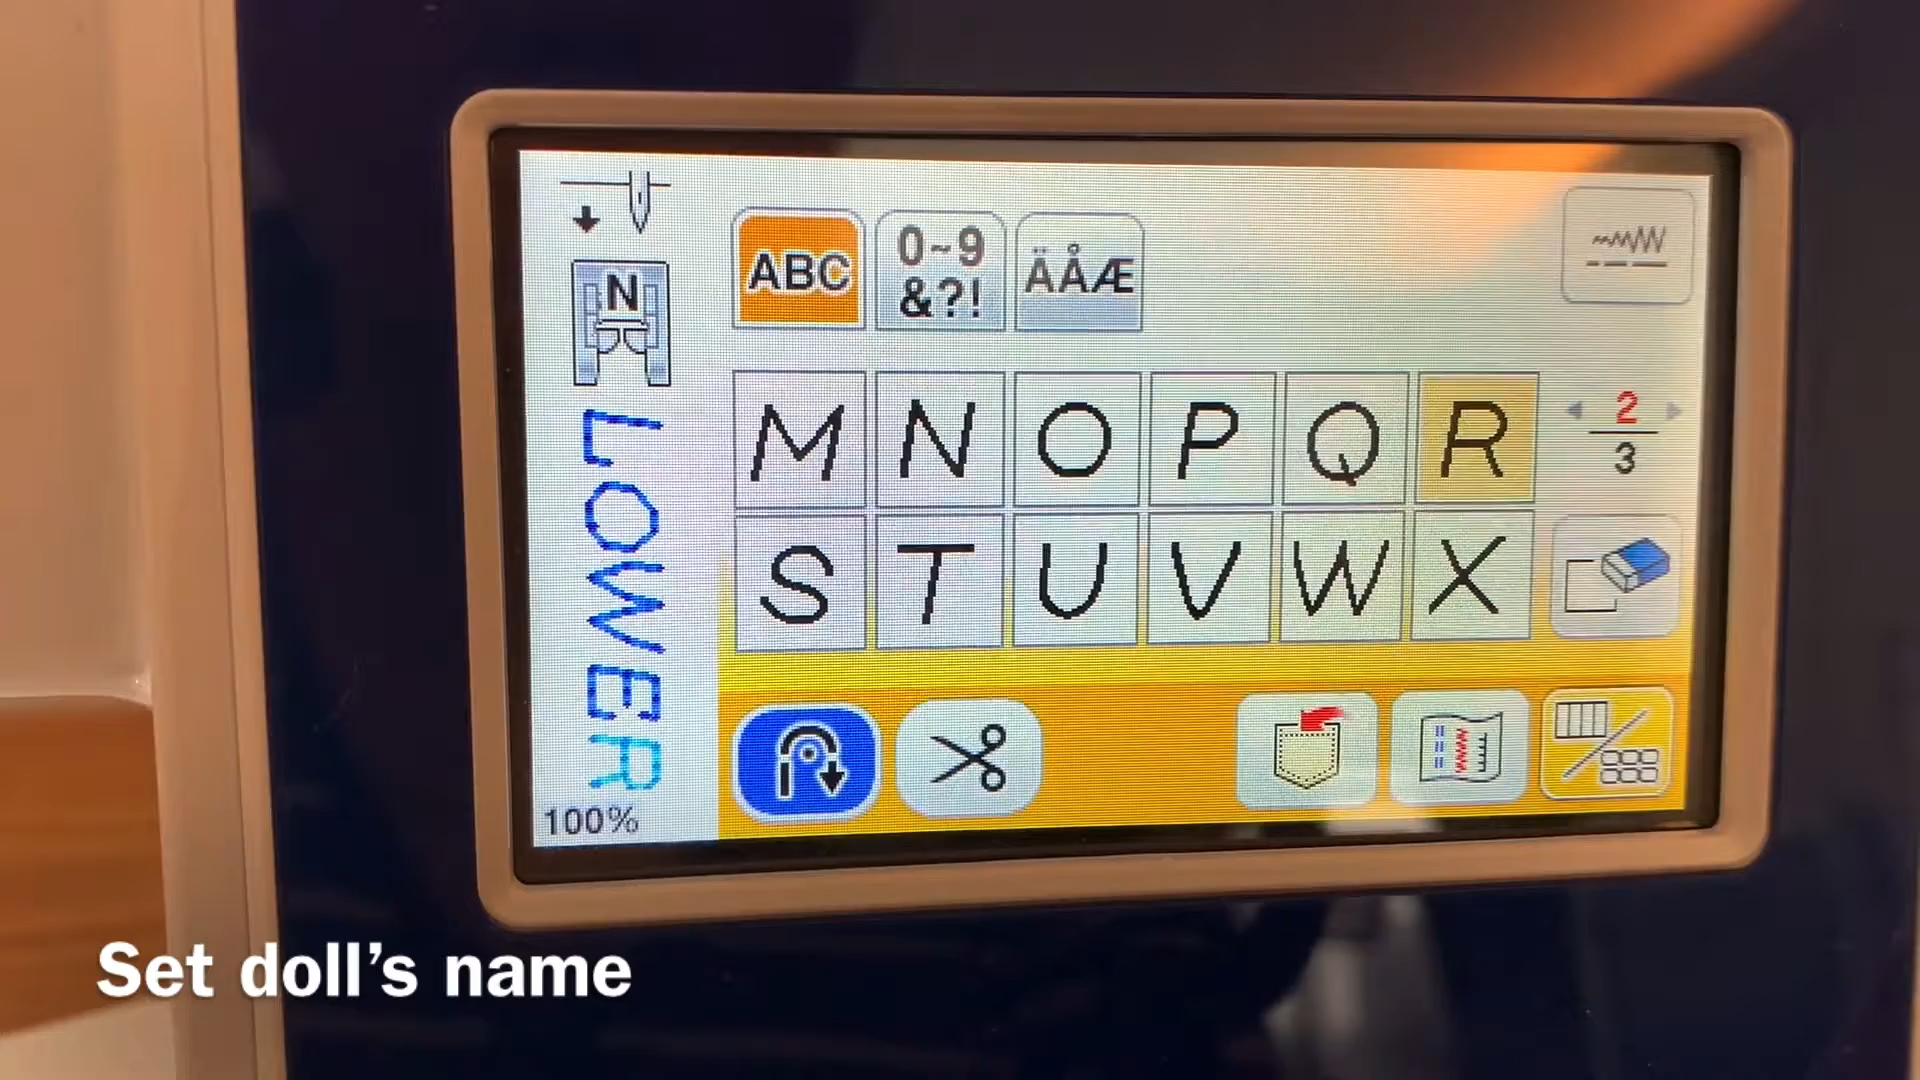 N
LOWER
100%
ABC
0~9
&?!
ÄÅÆ
M N O P Q R
S T U V W X
2
3
Set doll’s name